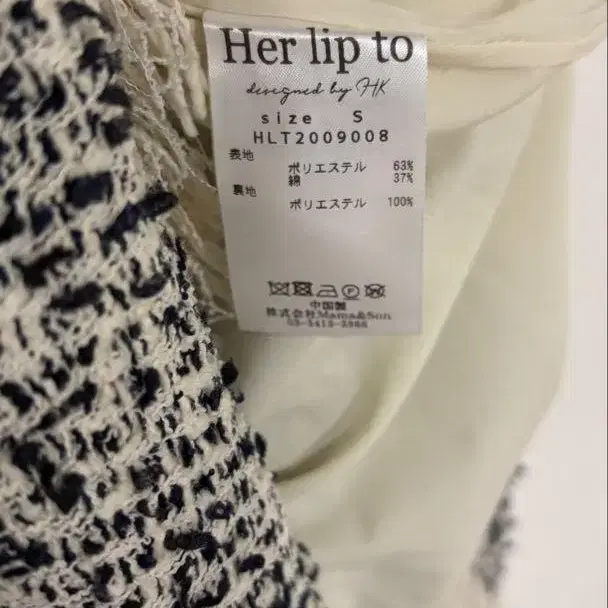 Her lip to
designed by HK
size S
HLT2009008
表地
ポリエステル 63%
綿 37%
裏地
ポリエステル 100%
中国製
株式会社Mama&Son